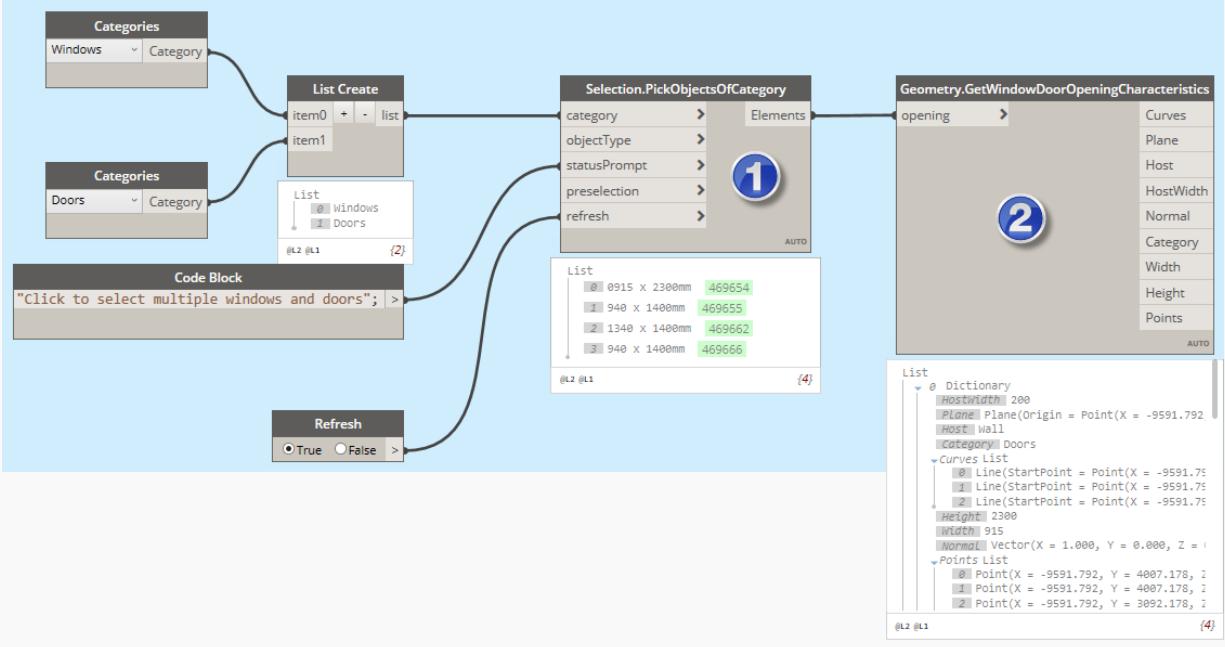 Categories
Windows Category
List Create
item0 + - list
item1
Categories
Doors Category
List
0 Windows
1 Doors
@L2 @L1 {2}
Code Block
"Click to select multiple windows and doors"; >
Refresh
True False >
Selection.PickObjectsOfCategory
category > Elements
objectType >
statusPrompt >
preselection >
refresh >
1
AUTO
List
0 0915 x 2300mm 469654
1 940 x 1400mm 469655
2 1340 x 1400mm 469662
3 940 x 1400mm 469666
@L2 @L1 {4}
Geometry.GetWindowDoorOpeningCharacteristics
opening > Curves
Plane
Host
HostWidth
Normal
Category
Width
Height
Points
2
AUTO
List
0 Dictionary
HostWidth 200
Plane Plane(Origin = Point(X = -9591.792
Host Wall
Category Doors
Curves List
0 Line(StartPoint = Point(X = -9591.79
1 Line(StartPoint = Point(X = -9591.79
2 Line(StartPoint = Point(X = -9591.79
Height 2300
Width 915
Normal Vector(X = 1.000, Y = 0.000, Z =
Points List
0 Point(X = -9591.792, Y = 4007.178, Z
1 Point(X = -9591.792, Y = 4007.178, Z
2 Point(X = -9591.792, Y = 3092.178, Z
@L2 @L1 {4}